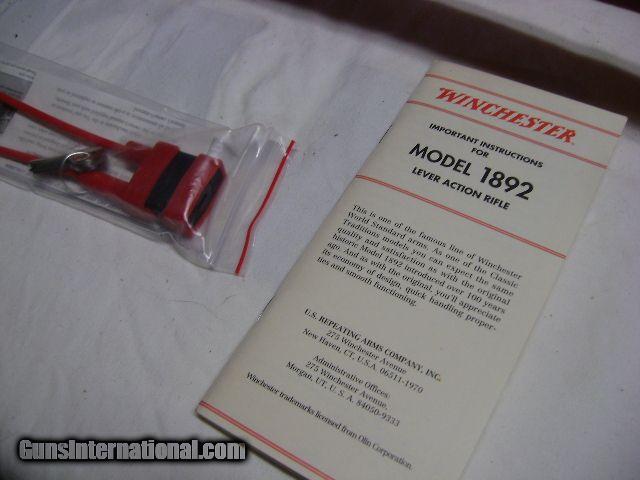 WINCHESTER
IMPORTANT INSTRUCTIONS
FOR
MODEL 1892
LEVER ACTION RIFLE
This is one of the famous line of Winchester
World Standard arms. As one of the Classic
Traditions models you can expect the same
quality and satisfaction as with the original
historic Model 1892 introduced over 100 years
ago. And as with the original, you'll appreciate
its economy of design, quick handling proper-
ties and smooth functioning.
U.S. REPEATING ARMS COMPANY, INC.
275 Winchester Avenue
New Haven, CT, U.S.A. 06511-1970
Administrative Offices:
275 Winchester Avenue,
Morgan, UT, U. S. A. 84050-9333
Winchester trademarks licensed from Olin Corporation.
GunsInternational.com